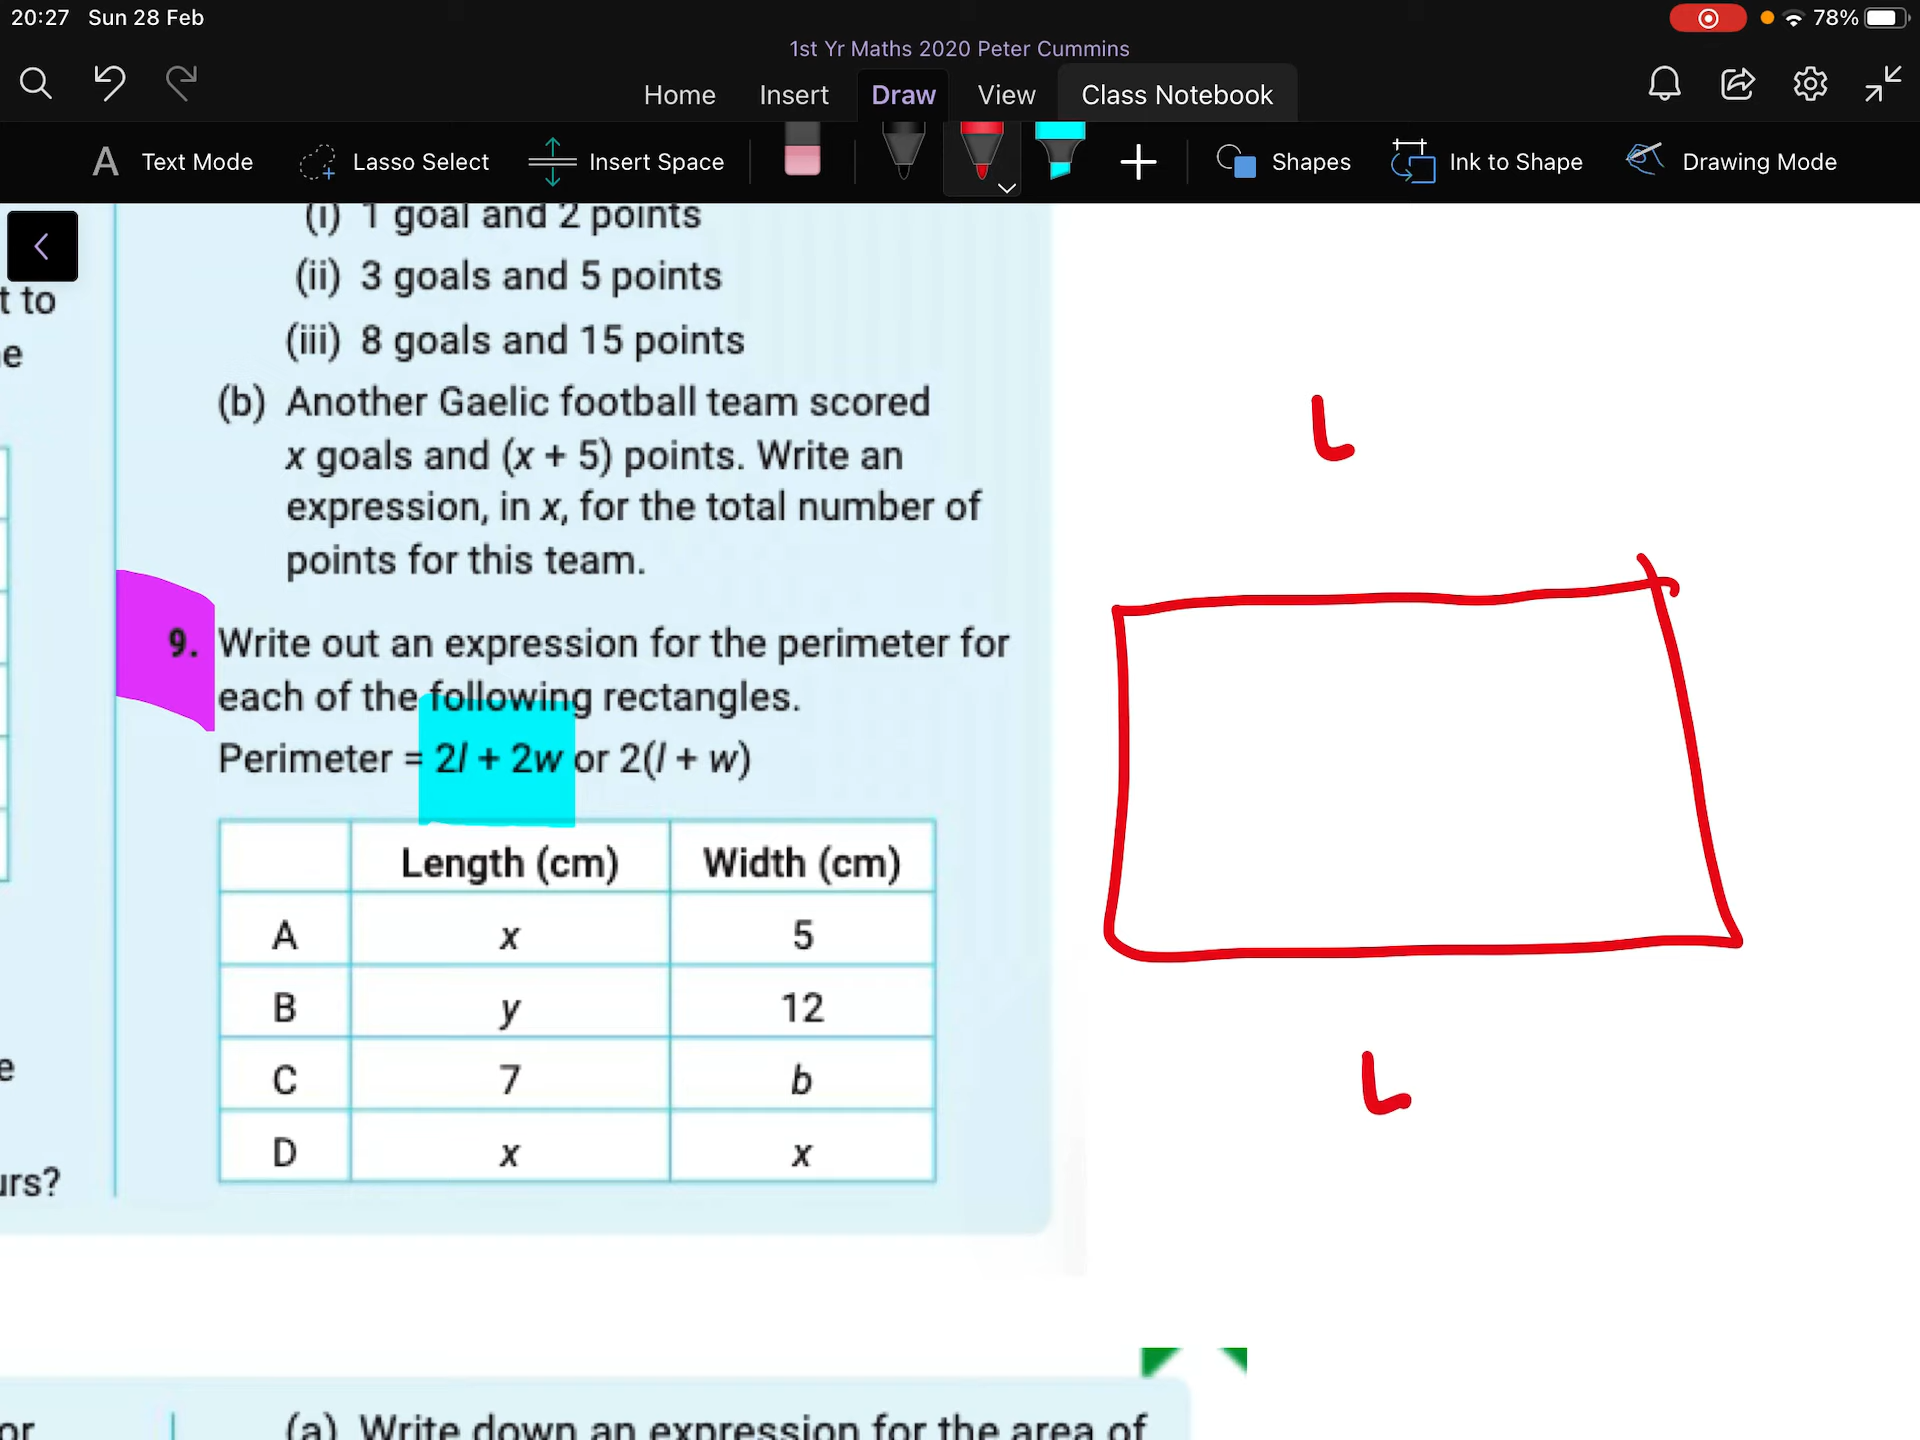 20:27 Sun 28 Feb
78%
1st Yr Maths 2020 Peter Cummins
Home Insert Draw View Class Notebook
A Text Mode Lasso Select Insert Space Shapes Ink to Shape Drawing Mode
(i) 1 goal and 2 points
(ii) 3 goals and 5 points
t to
(iii) 8 goals and 15 points
e
(b) Another Gaelic football team scored
x goals and (x + 5) points. Write an
expression, in x, for the total number of
points for this team.
9. Write out an expression for the perimeter for
each of the following rectangles.
Perimeter = 2l + 2w or 2(l + w)
Length (cm) Width (cm)
A x 5
B y 12
C 7 b
D x x
e
urs?
L
L
or
(a) Write down an expression for the area of